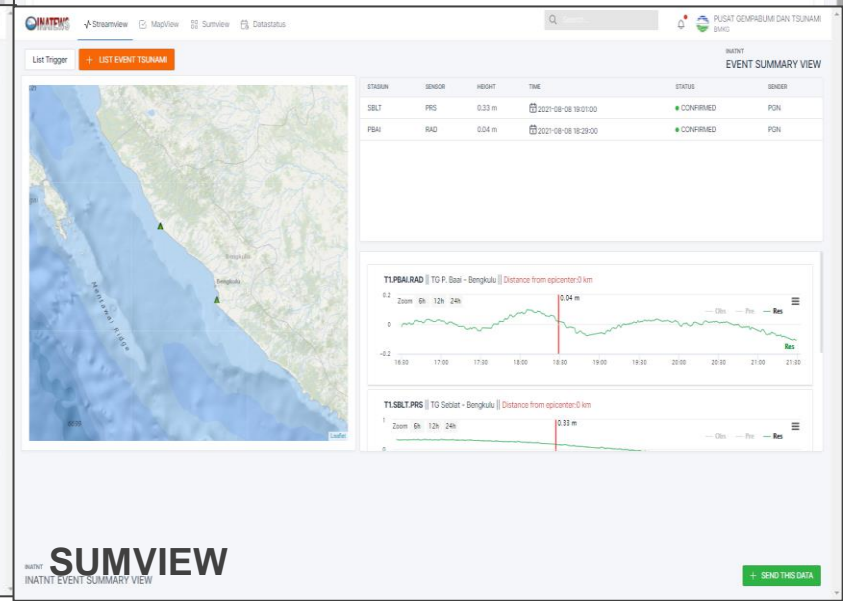 INATEWS Streamview MapView Sumview Datastatus Search... PUSAT GEMPABUMI DAN TSUNAMI
BMKG
List Trigger + LIST EVENT TSUNAMI
INATNT
EVENT SUMMARY VIEW
STASIUN SENSOR HEIGHT TIME STATUS SENDER
SBLT PRS 0.33 m 2021-08-08 19:01:00 CONFIRMED PGN
PBAI RAD 0.04 m 2021-08-08 18:29:00 CONFIRMED PGN
Bengkulu
Bengkulu
Mentawai Ridge
Leaflet
T1.PBAI.RAD || TG P. Baai - Bengkulu || Distance from epicenter:0 km
0.2 Zoom 6h 12h 24h 0.04 m
Obs Pre Res
0
Res
-0.2
16:30 17:00 17:30 18:00 18:30 19:00 19:30 20:00 20:30 21:00 21:30
T1.SBLT.PRS || TG Seblat - Bengkulu || Distance from epicenter:0 km
1 Zoom 6h 12h 24h 0.33 m
Obs Pre Res
0
SUMVIEW
INATNT
INATNT EVENT SUMMARY VIEW
+ SEND THIS DATA